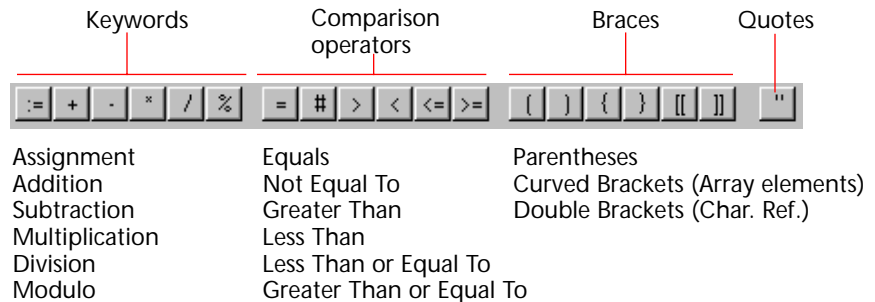 Keywords Comparison operators Braces Quotes
:= + - * / % = # > < <= >= ( ) { } [[ ]] "
Assignment Equals Parentheses
Addition Not Equal To Curved Brackets (Array elements)
Subtraction Greater Than Double Brackets (Char. Ref.)
Multiplication Less Than
Division Less Than or Equal To
Modulo Greater Than or Equal To